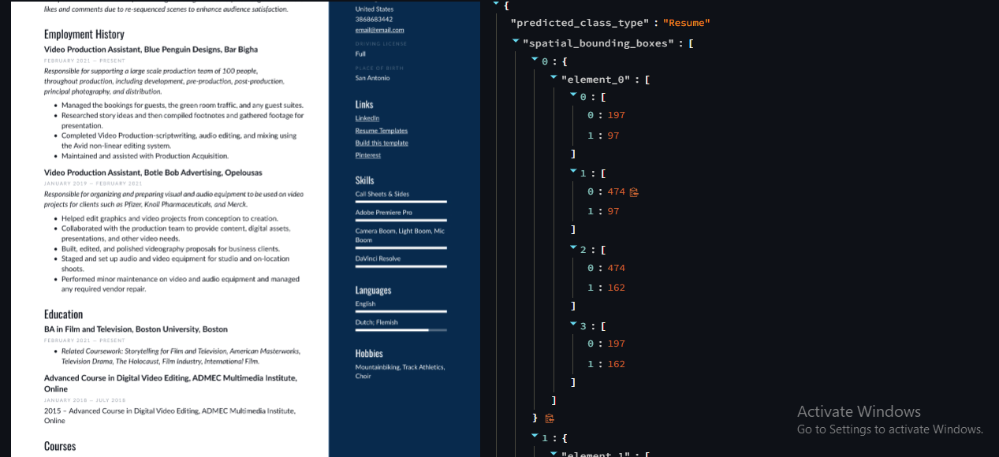 likes and comments due to re-sequenced scenes to enhance audience satisfaction.
Employment History
Video Production Assistant, Blue Penguin Designs, Bar Bigha
FEBRUARY 2021 — PRESENT
Responsible for supporting a large scale production team of 100 people,
throughout production, including development, pre-production, post-production,
principal photography, and distribution.
• Managed the bookings for guests, the green room traffic, and any guest suites.
• Researched story ideas and then compiled footnotes and gathered footage for
presentation.
• Completed Video Production-scriptwriting, audio editing, and mixing using
the Avid non-linear editing system.
• Maintained and assisted with Production Acquisition.
Video Production Assistant, Botle Bob Advertising, Opelousas
JANUARY 2019 — FEBRUARY 2021
Responsible for organizing and preparing visual and audio equipment to be used on video
projects for clients such as Pfizer, Knoll Pharmaceuticals, and Merck.
• Helped edit graphics and video projects from conception to creation.
• Collaborated with the production team to provide content, digital assets,
presentations, and other video needs.
• Built, edited, and polished videography proposals for business clients.
• Staged and set up audio and video equipment for studio and on-location
shoots.
• Performed minor maintenance on video and audio equipment and managed
any required vendor repair.
Education
BA in Film and Television, Boston University, Boston
FEBRUARY 2021 — PRESENT
• Related Coursework: Storytelling for Film and Television, American Masterworks,
Television Drama, The Holocaust, Film Industry, International Film.
Advanced Course in Digital Video Editing, ADMEC Multimedia Institute,
Online
JANUARY 2018 — JULY 2018
2015 – Advanced Course in Digital Video Editing, ADMEC Multimedia Institute,
Online
Courses
United States
3868683442
email@email.com
DRIVING LICENSE
Full
PLACE OF BIRTH
San Antonio
Links
LinkedIn
Resume Templates
Build this template
Pinterest
Skills
Call Sheets & Sides
Adobe Premiere Pro
Camera Boom, Light Boom, Mic
Boom
DaVinci Resolve
Languages
English
Dutch; Flemish
Hobbies
Mountainbiking, Track Athletics,
Choir
{
"predicted_class_type" : "Resume"
"spatial_bounding_boxes" : [
0 : {
"element_0" : [
0 : [
0 : 197
1 : 97
]
1 : [
0 : 474
1 : 97
]
2 : [
0 : 474
1 : 162
]
3 : [
0 : 197
1 : 162
]
]
}
1 : {
"element_1" : [
Activate Windows
Go to Settings to activate Windows.